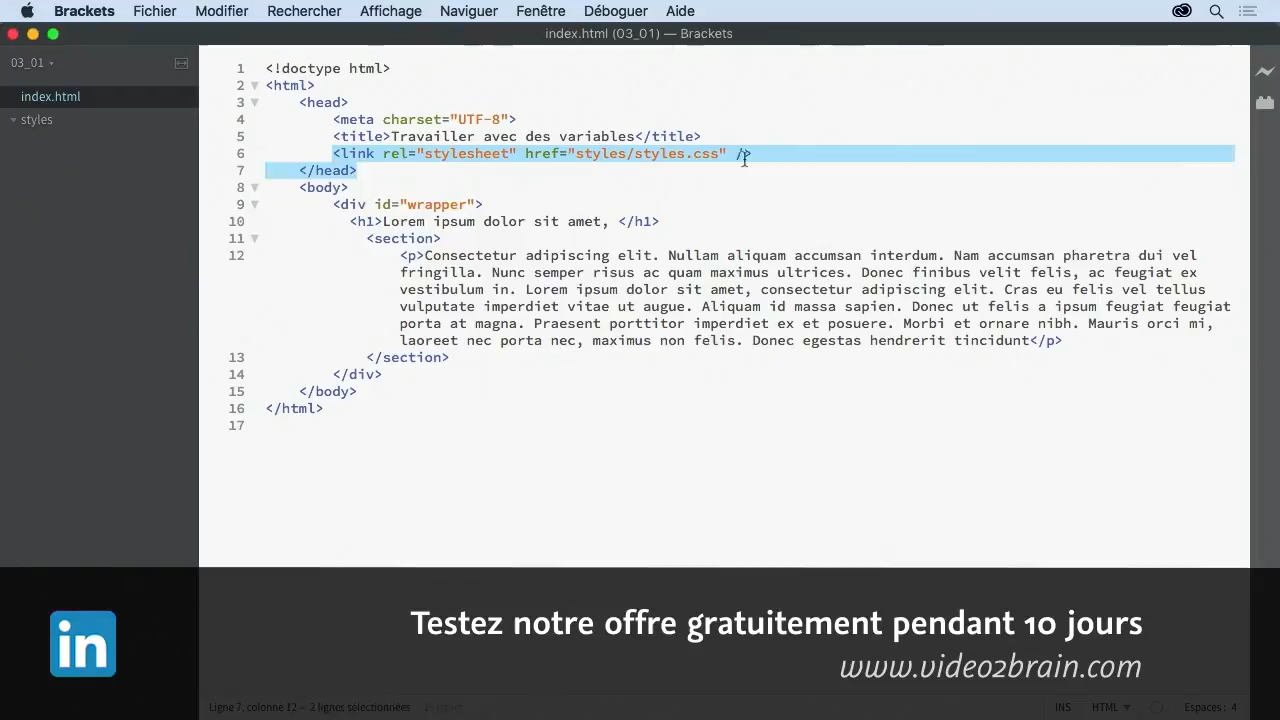 Brackets Fichier Modifier Rechercher Affichage Naviguer Fenêtre Déboguer Aide
index.html (03_01) — Brackets
03_01
index.html
styles
1 <!doctype html>
2 <html>
3 <head>
4 <meta charset="UTF-8">
5 <title>Travailler avec des variables</title>
6 <link rel="stylesheet" href="styles/styles.css" />
7 </head>
8 <body>
9 <div id="wrapper">
10 <h1>Lorem ipsum dolor sit amet, </h1>
11 <section>
12 <p>Consectetur adipiscing elit. Nullam aliquam accumsan interdum. Nam accumsan pharetra dui vel
fringilla. Nunc semper risus ac quam maximus ultrices. Donec finibus velit felis, ac feugiat ex
vestibulum in. Lorem ipsum dolor sit amet, consectetur adipiscing elit. Cras eu felis vel tellus
vulputate imperdiet vitae ut augue. Aliquam id massa sapien. Donec ut felis a ipsum feugiat feugiat
porta at magna. Praesent porttitor imperdiet ex et posuere. Morbi et ornare nibh. Mauris orci mi,
laoreet nec porta nec, maximus non felis. Donec egestas hendrerit tincidunt</p>
13 </section>
14 </div>
15 </body>
16 </html>
17
in
Testez notre offre gratuitement pendant 10 jours
www.video2brain.com
Ligne 7, colonne 12 — 2 lignes sélectionnées
INS HTML Espaces : 4